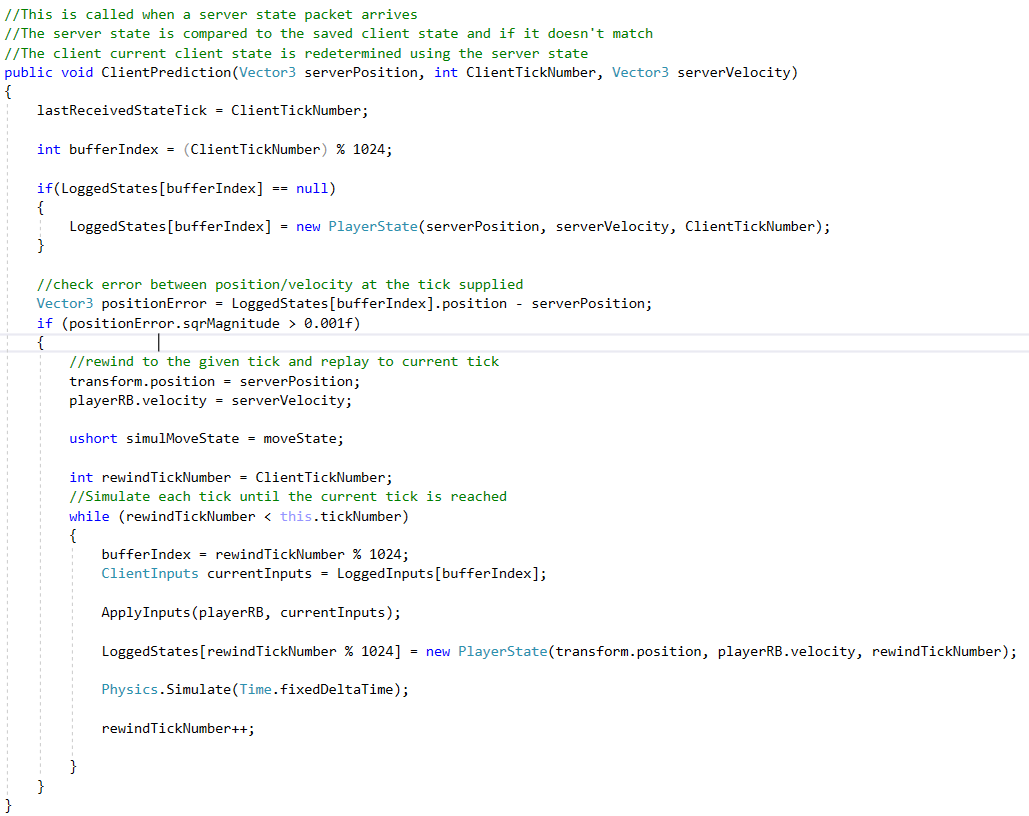 //This is called when a server state packet arrives
//The server state is compared to the saved client state and if it doesn't match
//The client current client state is redetermined using the server state
public void ClientPrediction(Vector3 serverPosition, int ClientTickNumber, Vector3 serverVelocity)
{
    lastReceivedStateTick = ClientTickNumber;

    int bufferIndex = (ClientTickNumber) % 1024;

    if(LoggedStates[bufferIndex] == null)
    {
        LoggedStates[bufferIndex] = new PlayerState(serverPosition, serverVelocity, ClientTickNumber);
    }

    //check error between position/velocity at the tick supplied
    Vector3 positionError = LoggedStates[bufferIndex].position - serverPosition;
    if (positionError.sqrMagnitude > 0.001f)
    {
        //rewind to the given tick and replay to current tick
        transform.position = serverPosition;
        playerRB.velocity = serverVelocity;

        ushort simulMoveState = moveState;

        int rewindTickNumber = ClientTickNumber;
        //Simulate each tick until the current tick is reached
        while (rewindTickNumber < this.tickNumber)
        {
            bufferIndex = rewindTickNumber % 1024;
            ClientInputs currentInputs = LoggedInputs[bufferIndex];

            ApplyInputs(playerRB, currentInputs);

            LoggedStates[rewindTickNumber % 1024] = new PlayerState(transform.position, playerRB.velocity, rewindTickNumber);

            Physics.Simulate(Time.fixedDeltaTime);

            rewindTickNumber++;

        }
    }
}